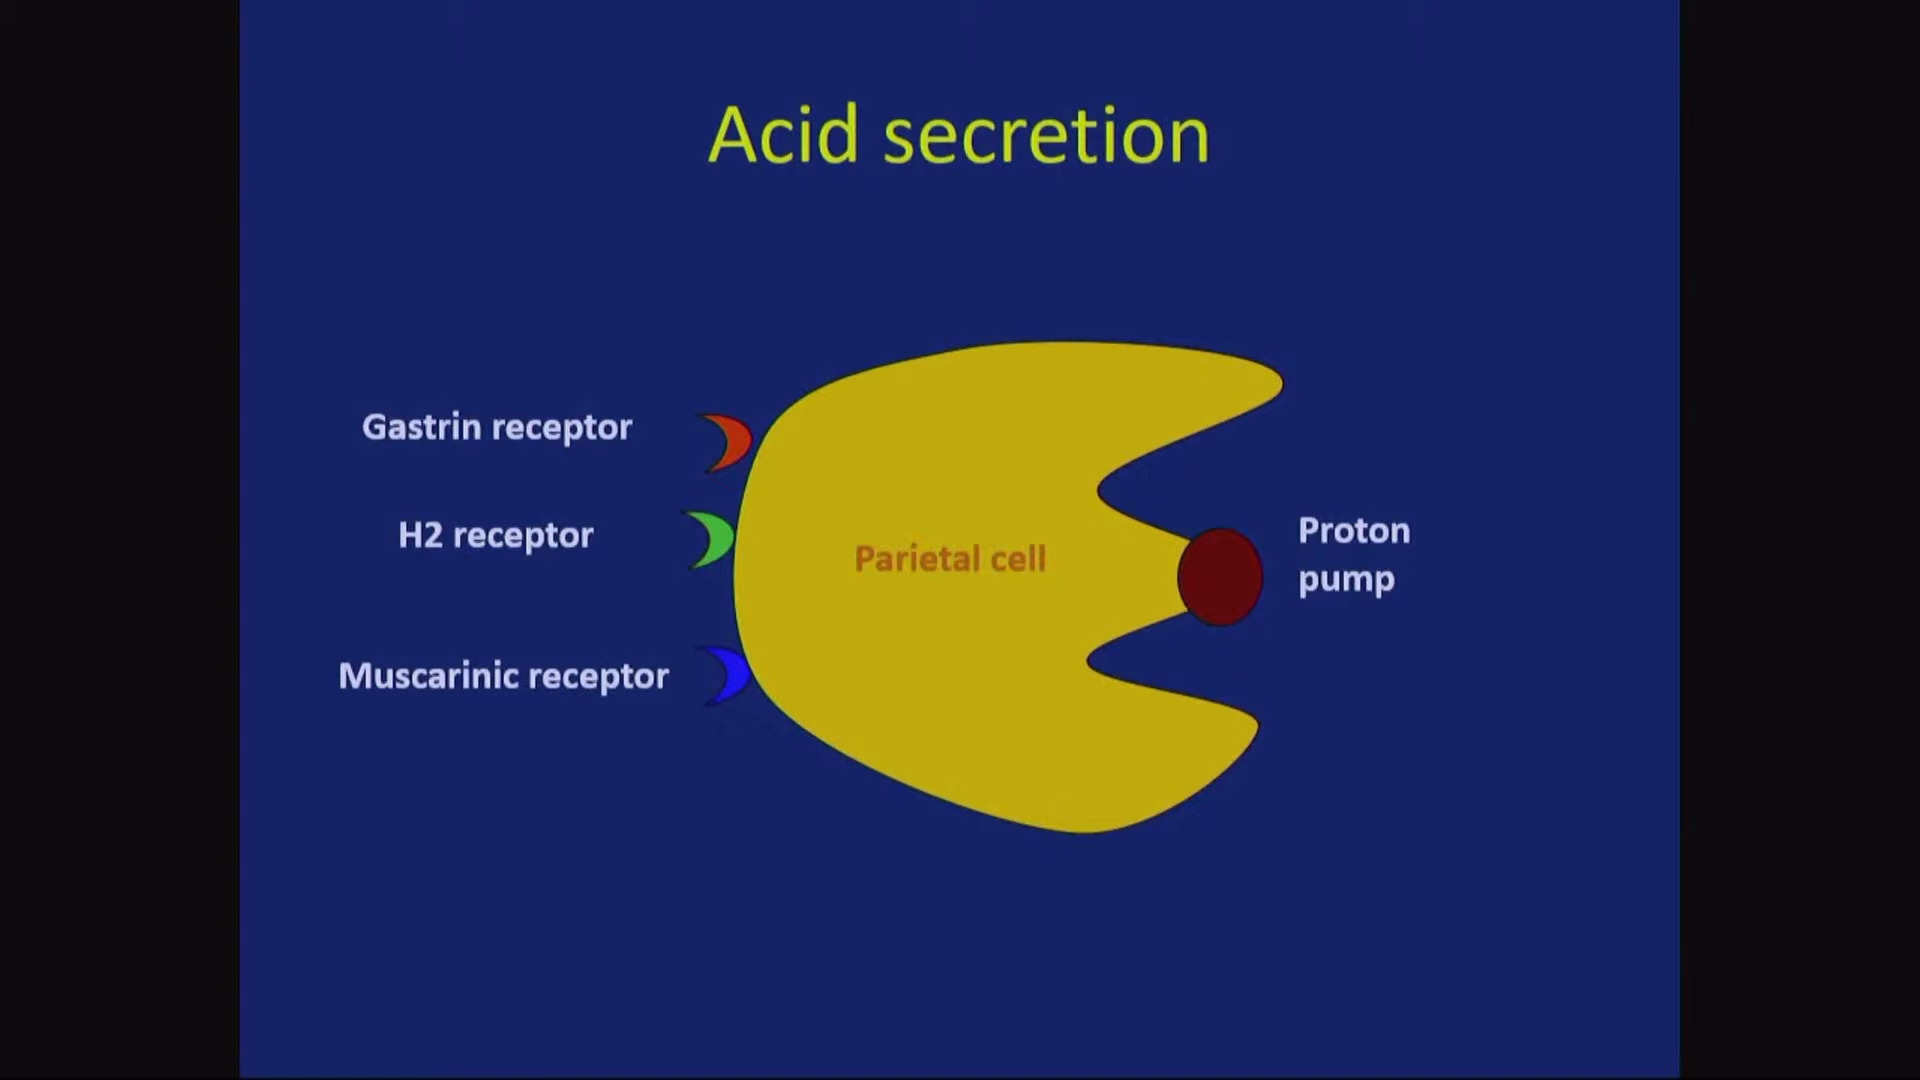 Acid secretion
Gastrin receptor
H2 receptor
Muscarinic receptor
Parietal cell
Proton
pump